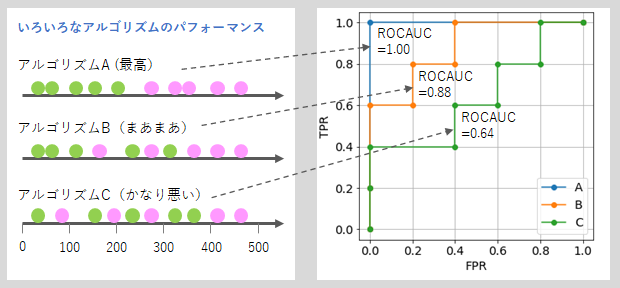 いろいろなアルゴリズムのパフォーマンス
アルゴリズムA (最高)
アルゴリズムB（まあまあ）
アルゴリズムC（かなり悪い）
0 100 200 300 400 500
1.0
0.8
0.6
0.4
0.2
0.0
TPR
0.0 0.2 0.4 0.6 0.8 1.0
FPR
ROCAUC
=1.00
ROCAUC
=0.88
ROCAUC
=0.64
A
B
C